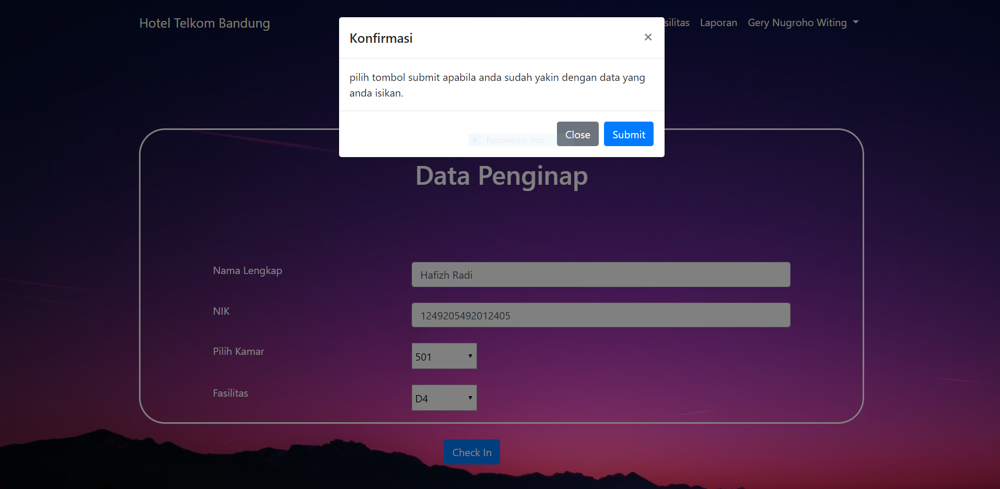 Hotel Telkom Bandung
silitas
Laporan
Gery Nugroho Witing
Konfirmasi
×
pilih tombol submit apabila anda sudah yakin dengan data yang
anda isikan.
Rectangular Snip
Close
Submit
Data Penginap
Nama Lengkap
Hafizh Radi
NIK
1249205492012405
Pilih Kamar
501
Fasilitas
D4
Check In